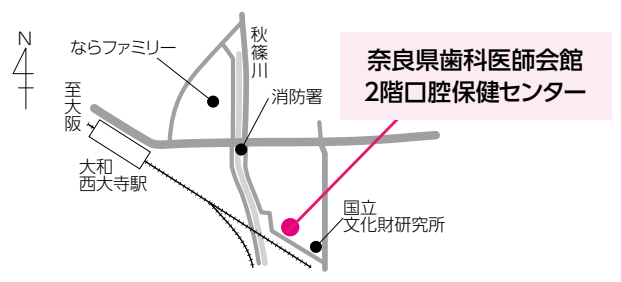 N
ならファミリー
秋篠川
奈良県歯科医師会館
2階口腔保健センター
至大阪
消防署
大和
西大寺駅
国立
文化財研究所